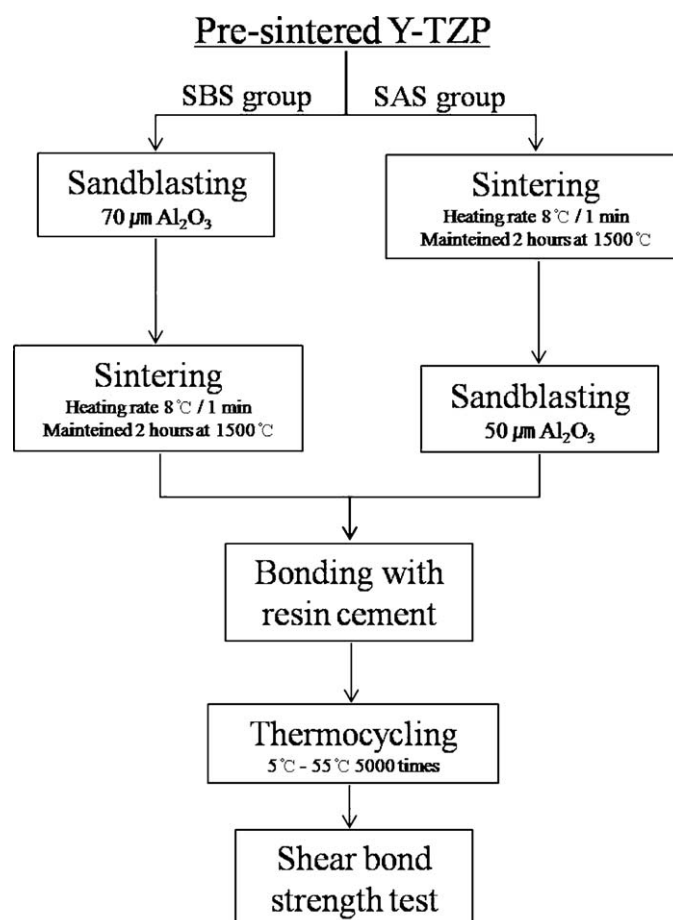 Pre-sintered Y-TZP
SBS group
SAS group
Sandblasting
70 µm Al₂O₃
Sintering
Heating rate 8℃ / 1 min
Mainteined 2 hours at 1500℃
Sintering
Heating rate 8℃ / 1 min
Mainteined 2 hours at 1500℃
Sandblasting
50 µm Al₂O₃
Bonding with
resin cement
Thermocycling
5℃ - 55℃ 5000 times
Shear bond
strength test